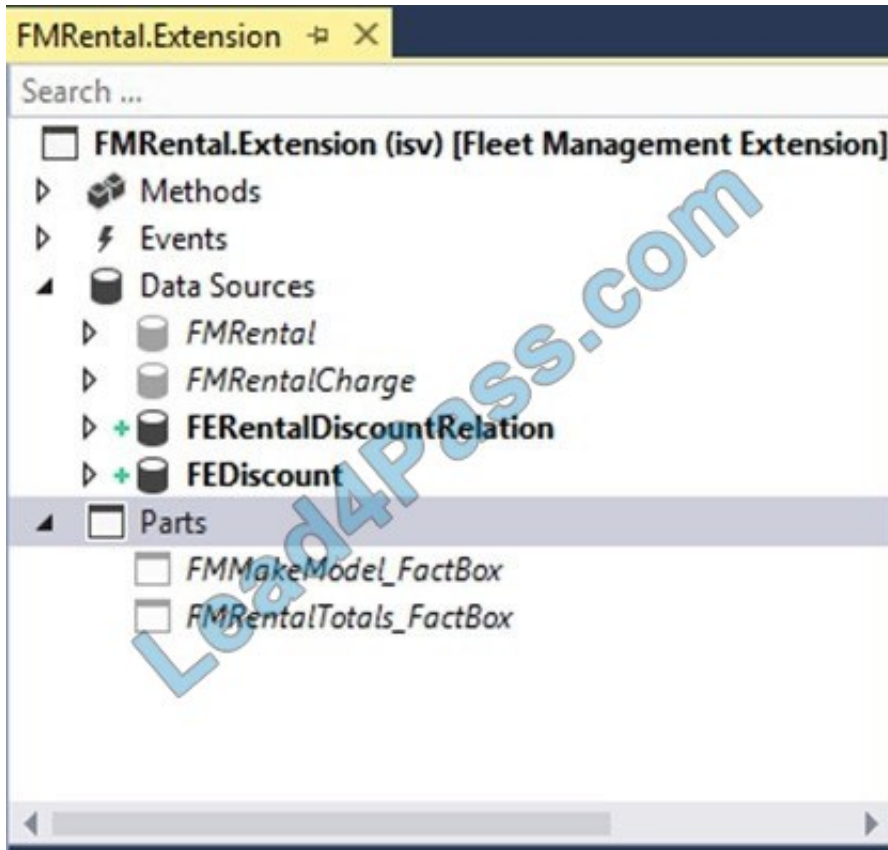 FMRental.Extension
Search ...
FMRental.Extension (isv) [Fleet Management Extension]
Methods
Events
Data Sources
FMRental
FMRentalCharge
FERentalDiscountRelation
FEDiscount
Parts
FMMakeModel_FactBox
FMRentalTotals_FactBox
Lead4Pass.com